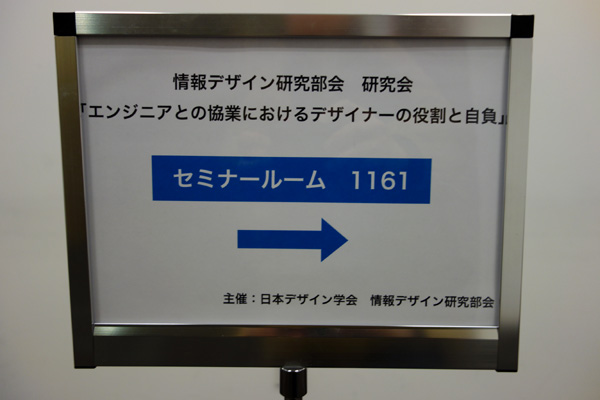 情報デザイン研究部会　研究会
「エンジニアとの協業におけるデザイナーの役割と自負」
セミナールーム　1161
主催：日本デザイン学会　情報デザイン研究部会